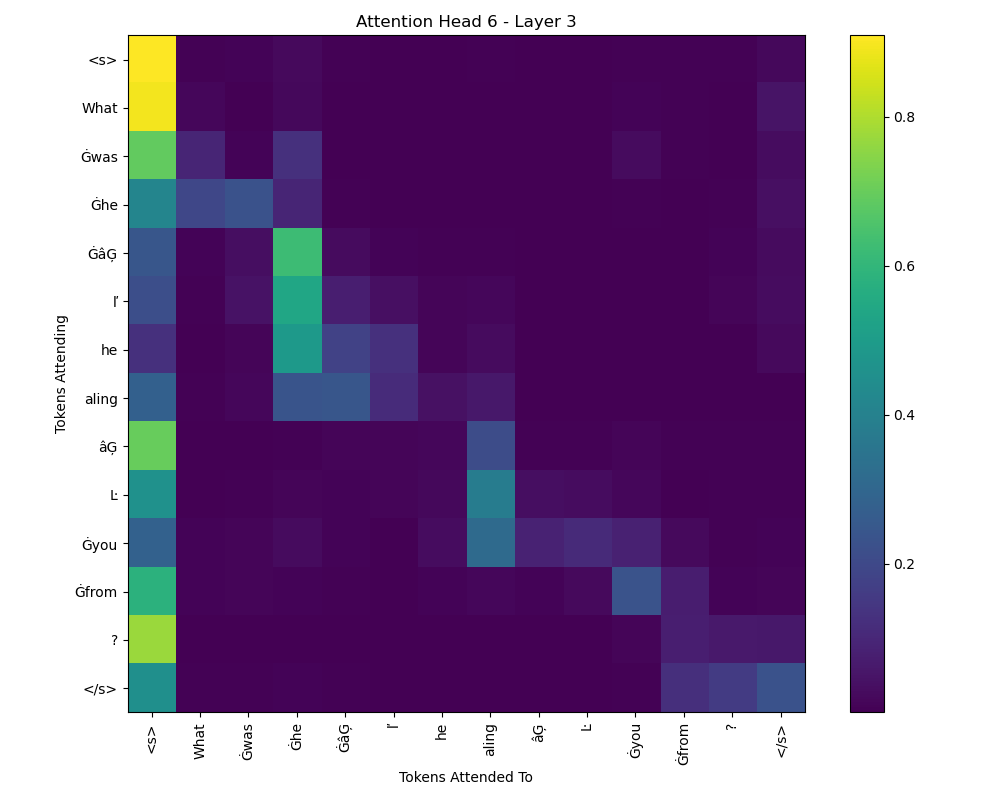 Attention Head 6 - Layer 3
Tokens Attending
<s>
What
Ġwas
Ġhe
ĠâĢ
ľ
he
aling
âĢ
Ŀ
Ġyou
Ġfrom
?
</s>
<s>
What
Ġwas
Ġhe
ĠâĢ
ľ
he
aling
âĢ
Ŀ
Ġyou
Ġfrom
?
</s>
Tokens Attended To
0.8
0.6
0.4
0.2